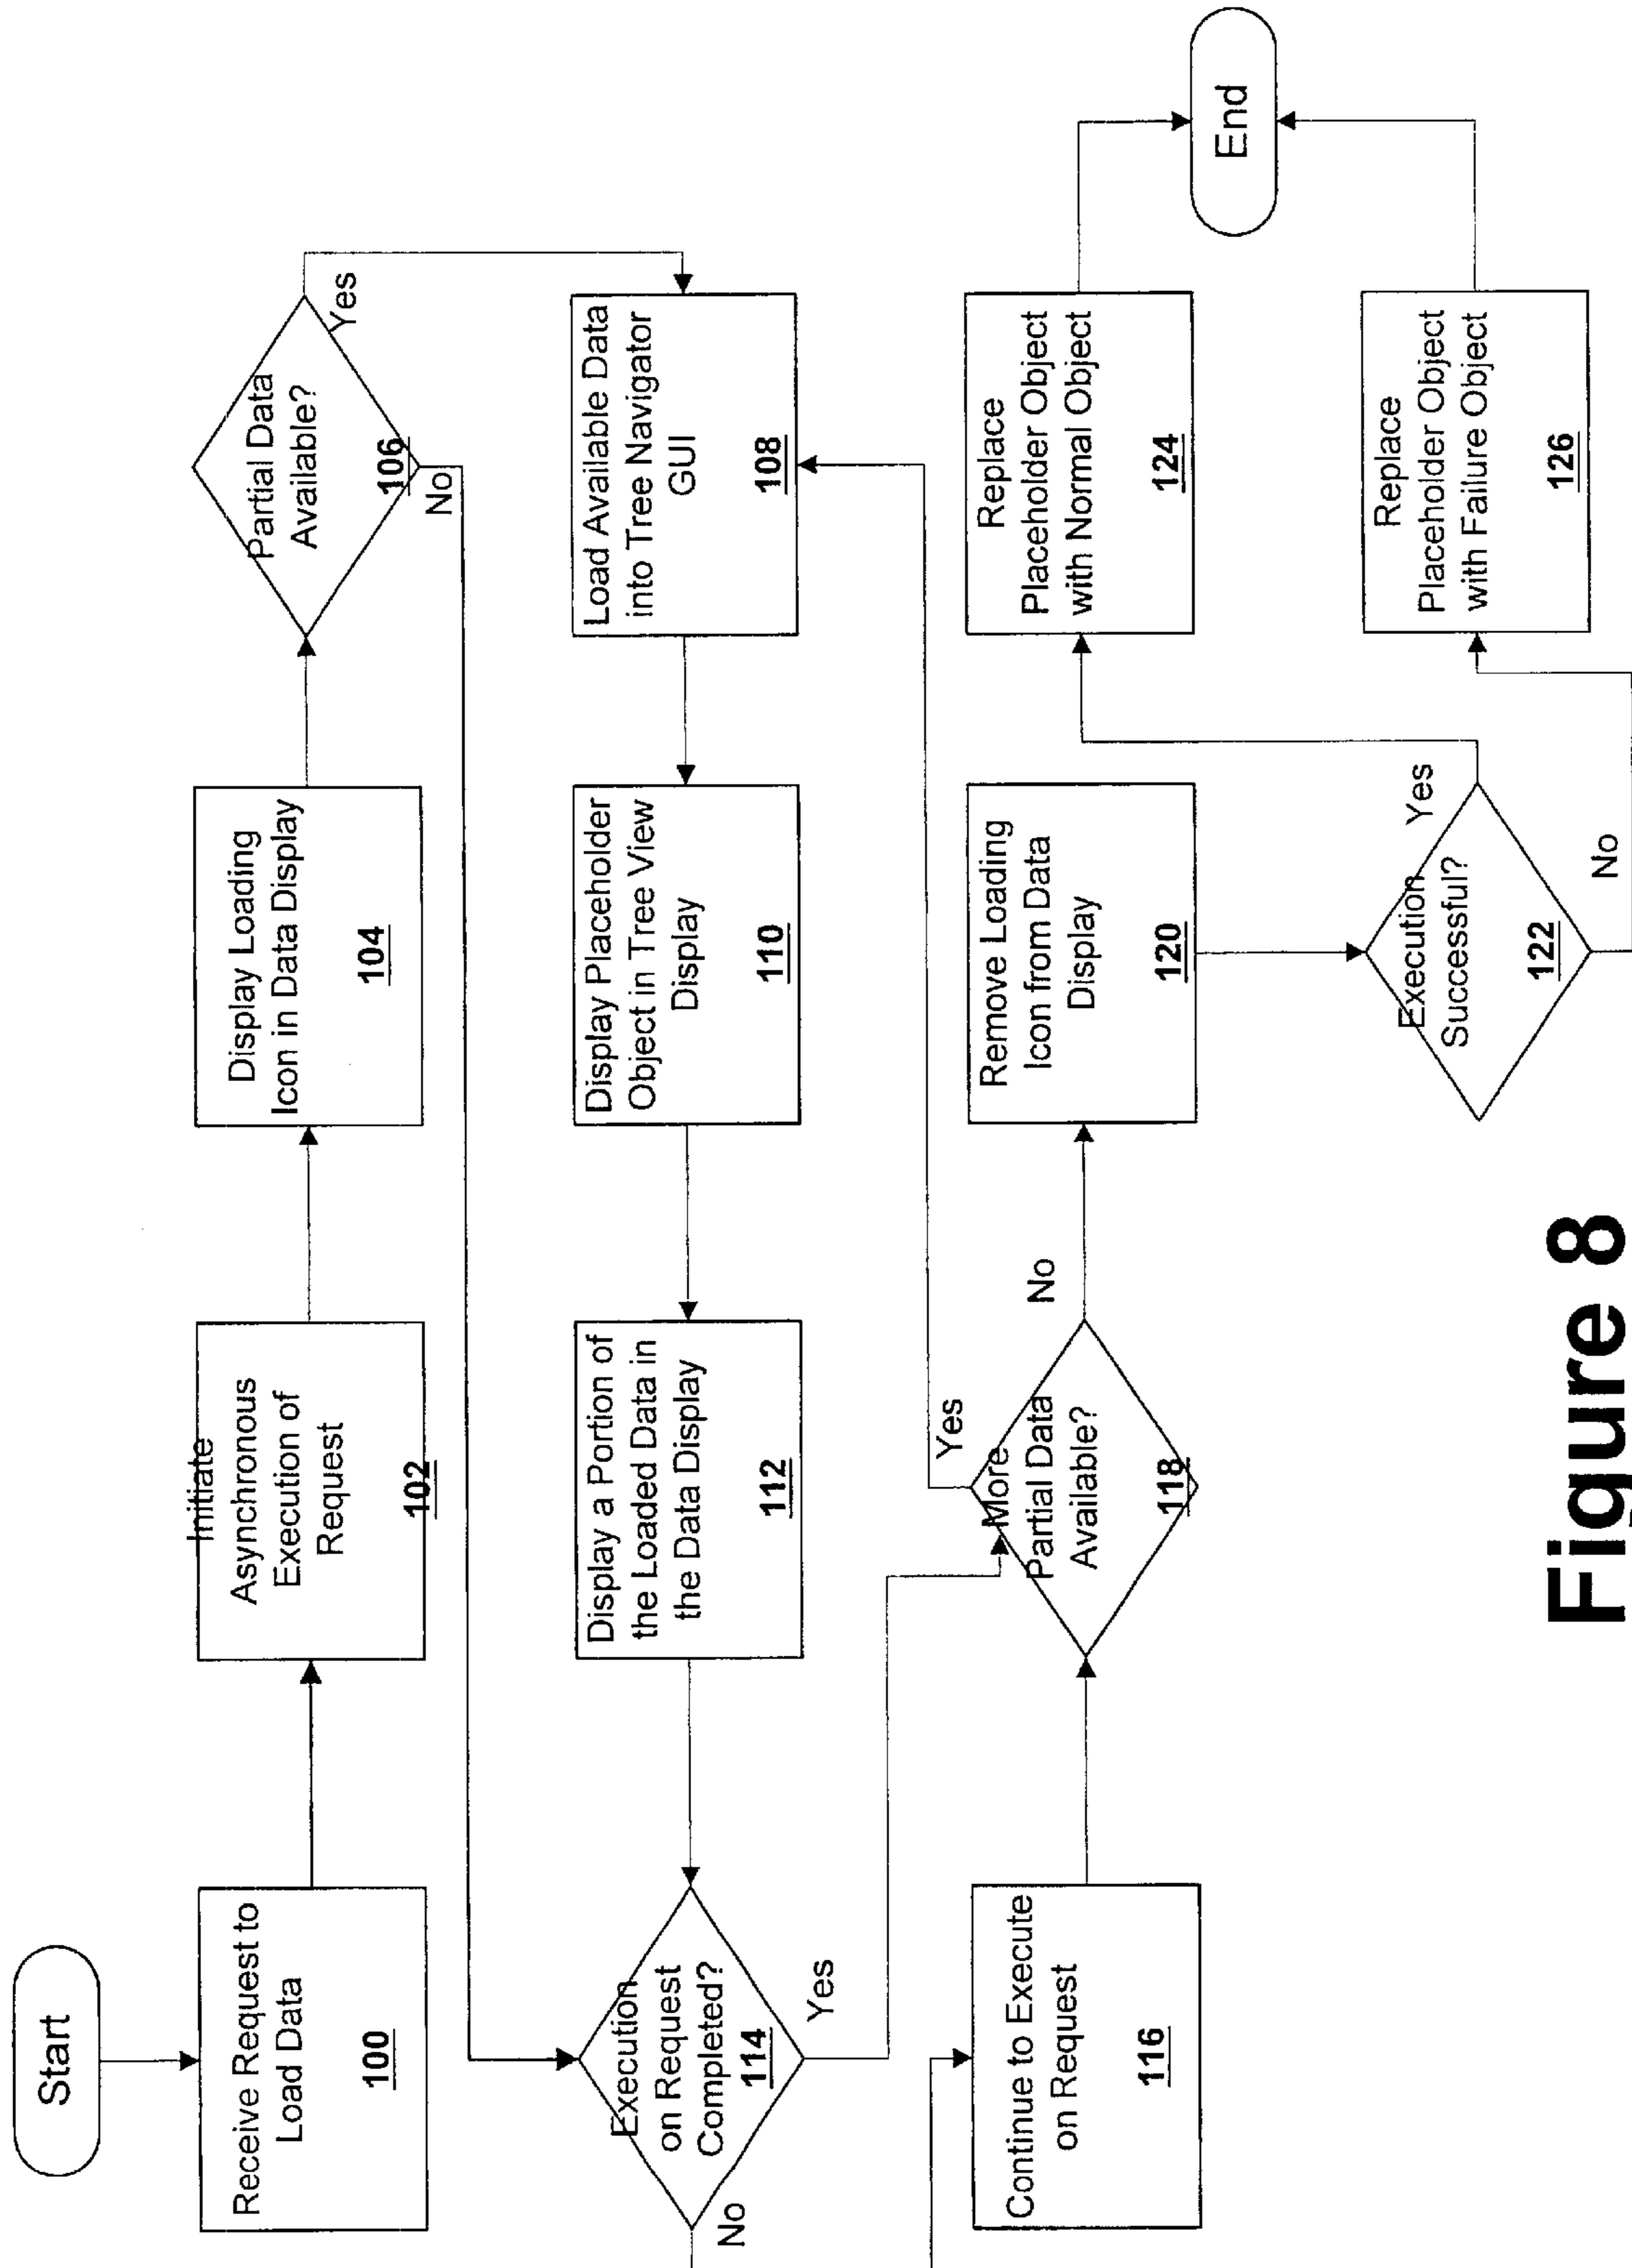 Start
Receive Request to
Load Data
100
Initiate
Asynchronous
Execution of
Request
102
Display Loading
Icon in Data Display
104
Partial Data
Available?
106
Yes
No
Load Available Data
into Tree Navigator
GUI
108
Display Placeholder
Object in Tree View
Display
110
Display a Portion of
the Loaded Data in
the Data Display
112
Execution
on Request
Completed?
114
No
Yes
Continue to Execute
on Request
116
More
Partial Data
Available?
118
Yes
No
Remove Loading
Icon from Data
Display
120
Execution
Successful?
122
Yes
No
Replace
Placeholder Object
with Normal Object
124
Replace
Placeholder Object
with Failure Object
126
End
Figure 8